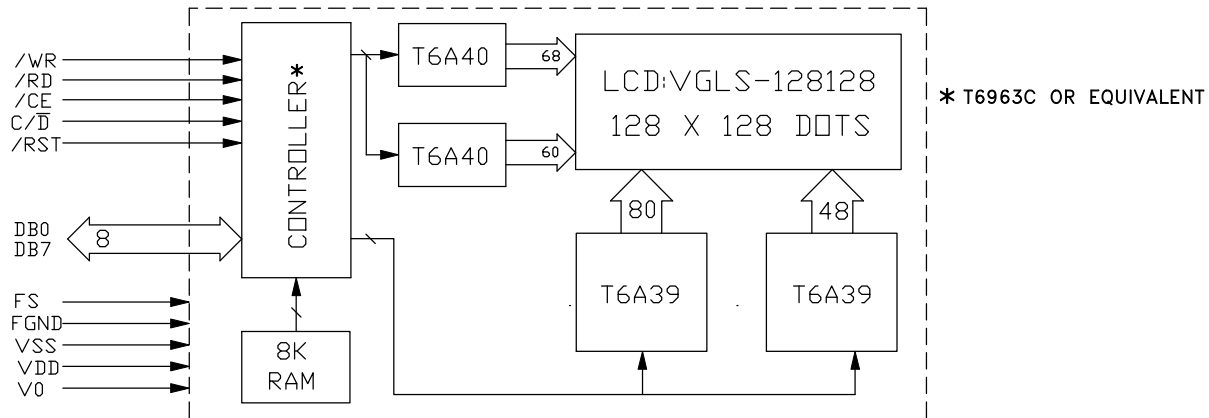 /WR
/RD
/CE
C/D̅
/RST
DB0
DB7
8
FS
FGND
VSS
VDD
V0
CONTROLLER*
8K
RAM
T6A40
68
T6A40
60
LCD:VGLS-128128
128 X 128 DOTS
80
48
T6A39
T6A39
* T6963C OR EQUIVALENT